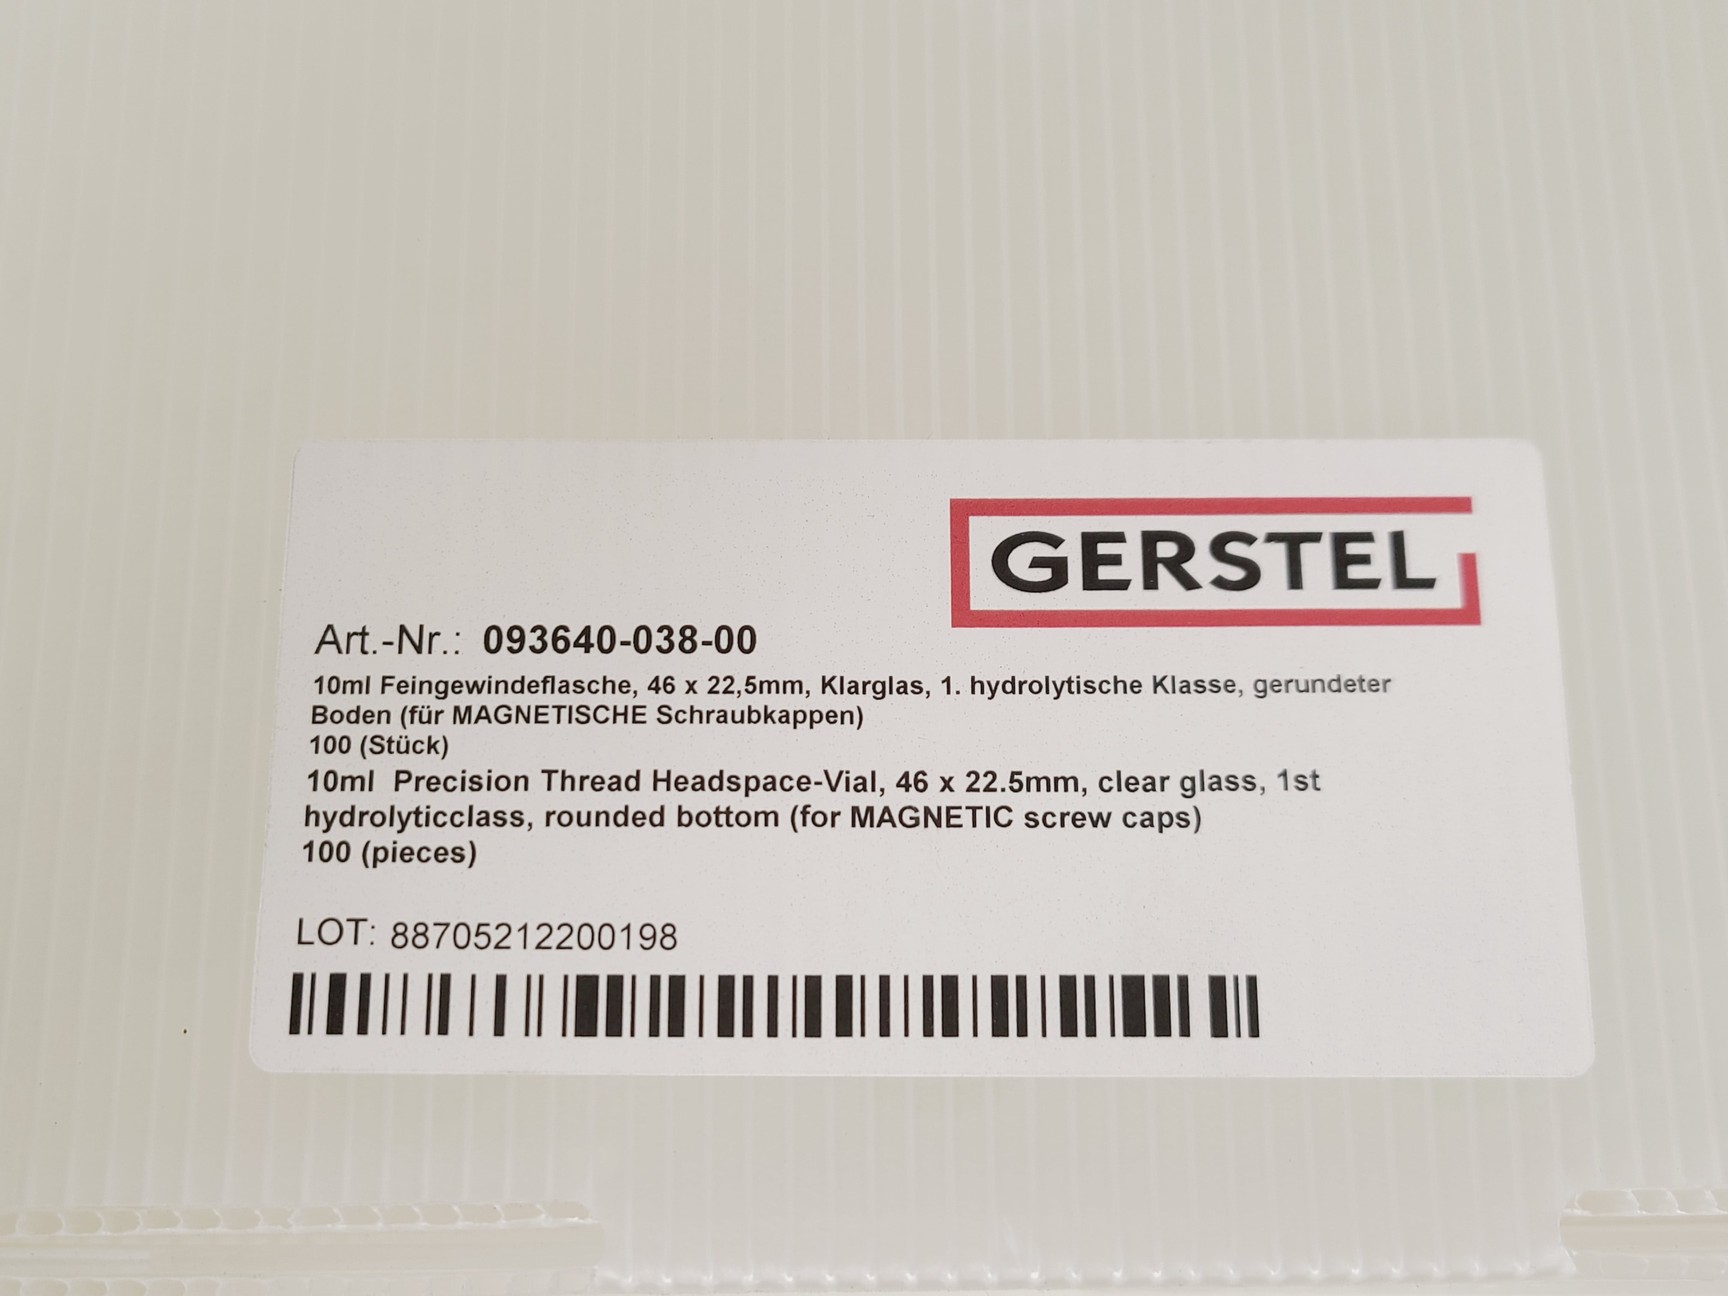 GERSTEL
Art.-Nr.: 093640-038-00
10ml Feingewindeflasche, 46 x 22,5mm, Klarglas, 1. hydrolytische Klasse, gerundeter
Boden (für MAGNETISCHE Schraubkappen)
100 (Stück)
10ml Precision Thread Headspace-Vial, 46 x 22.5mm, clear glass, 1st
hydrolyticclass, rounded bottom (for MAGNETIC screw caps)
100 (pieces)
LOT: 88705212200198